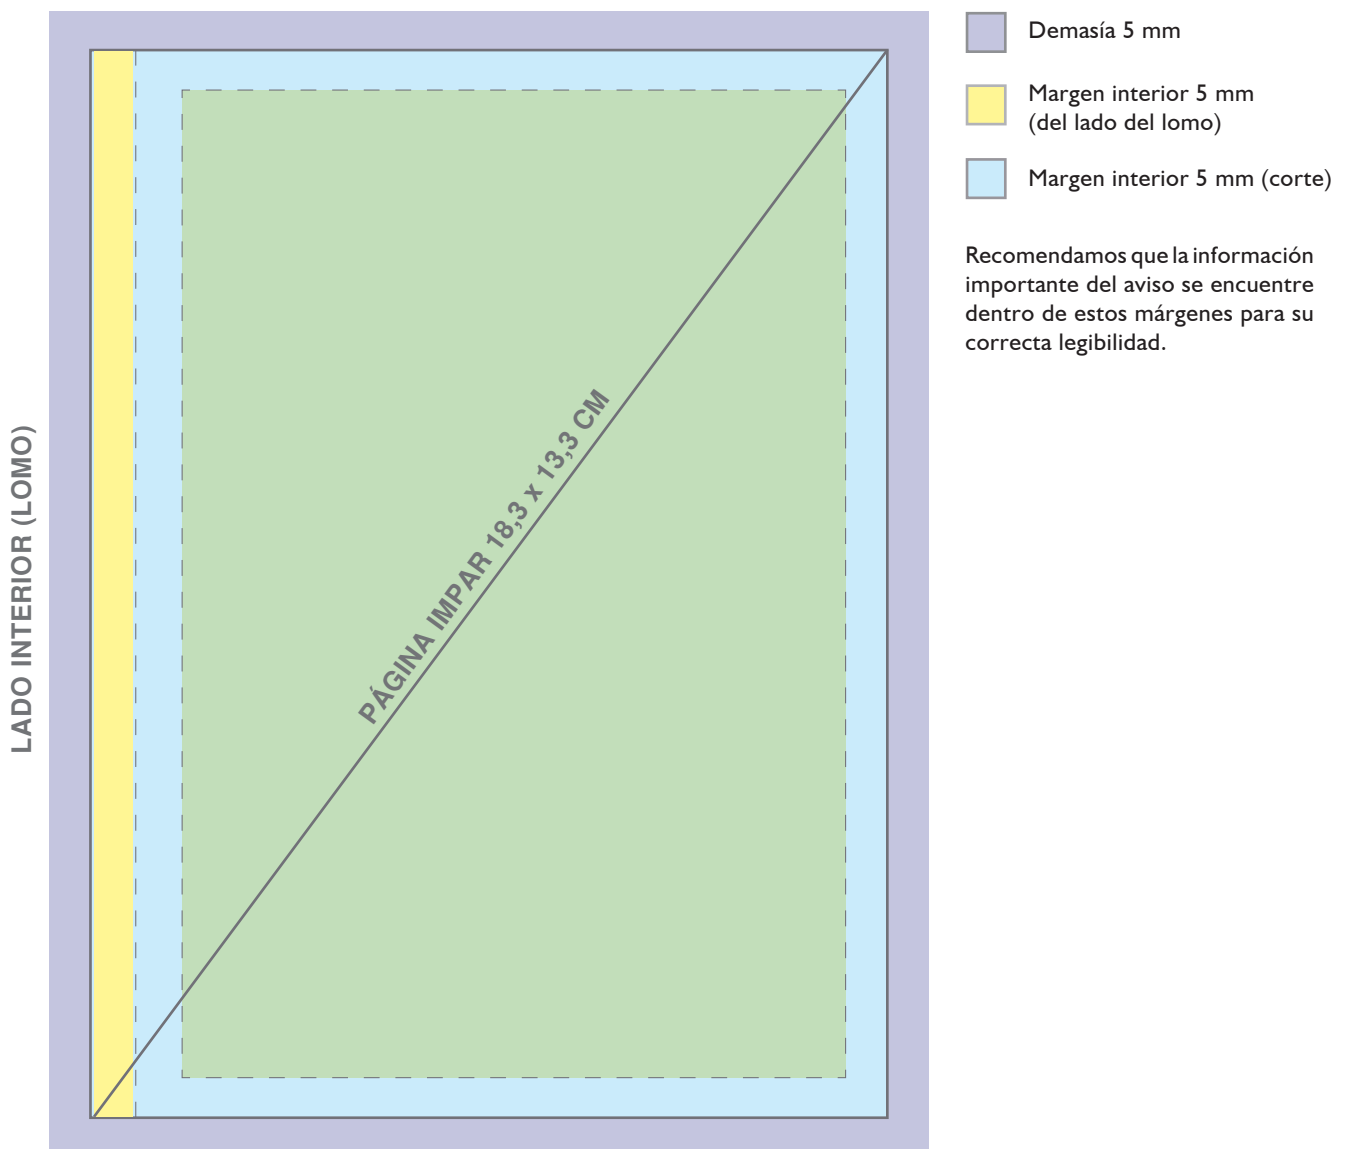 LADO INTERIOR (LOMO)
PÁGINA IMPAR 18,3 x 13,3 CM
Demasía 5 mm
Margen interior 5 mm
(del lado del lomo)
Margen interior 5 mm (corte)
Recomendamos que la información
importante del aviso se encuentre
dentro de estos márgenes para su
correcta legibilidad.